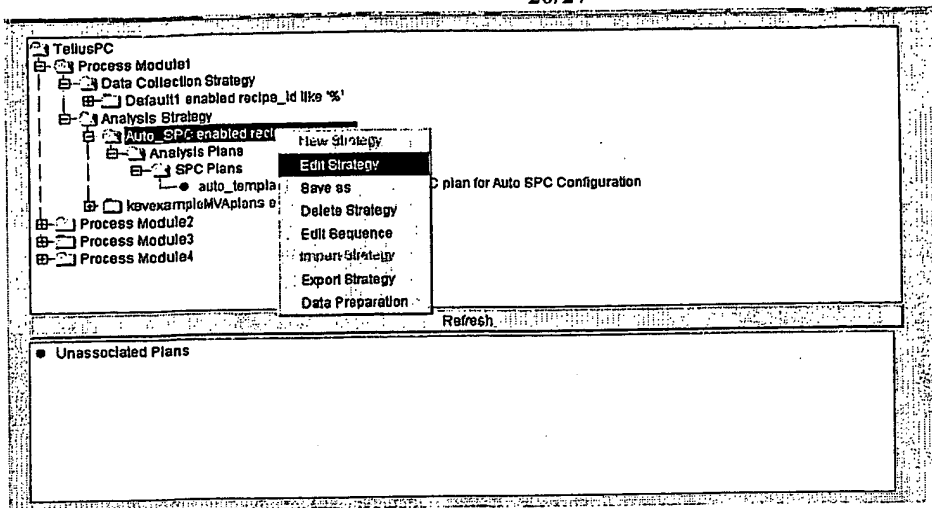 TeliusPC
Process Module1
Data Collection Strategy
Default1 enabled recipe_id like '%'
Analysis Strategy
Auto_SPC enabled reci
Analysis Plans
SPC Plans
auto_templa
C plan for Auto SPC Configuration
kevexampleMVAplans e
Process Module2
Process Module3
Process Module4
New Strategy
Edit Strategy
Save as
Delete Strategy
Edit Sequence
Import Strategy
Export Strategy
Data Preparation
Refresh
Unassociated Plans